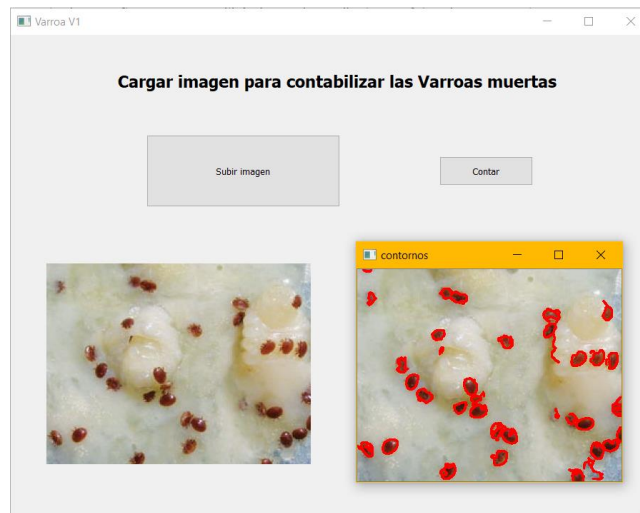 Varroa V1
Cargar imagen para contabilizar las Varroas muertas
Subir imagen
Contar
contornos